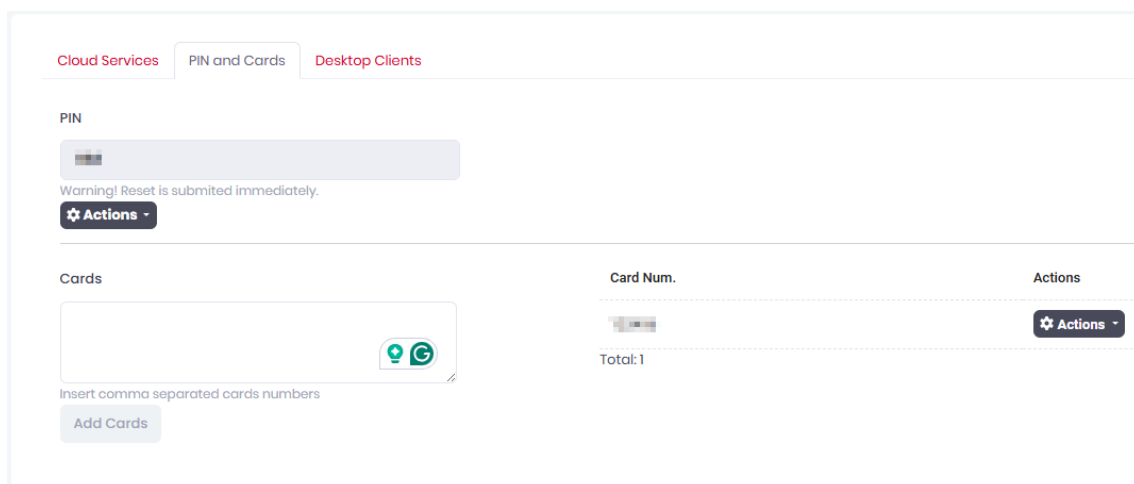 Cloud Services PIN and Cards Desktop Clients
PIN
Warning! Reset is submited immediately.
Actions
Cards
Insert comma separated cards numbers
Add Cards
Card Num. Actions
Actions
Total: 1